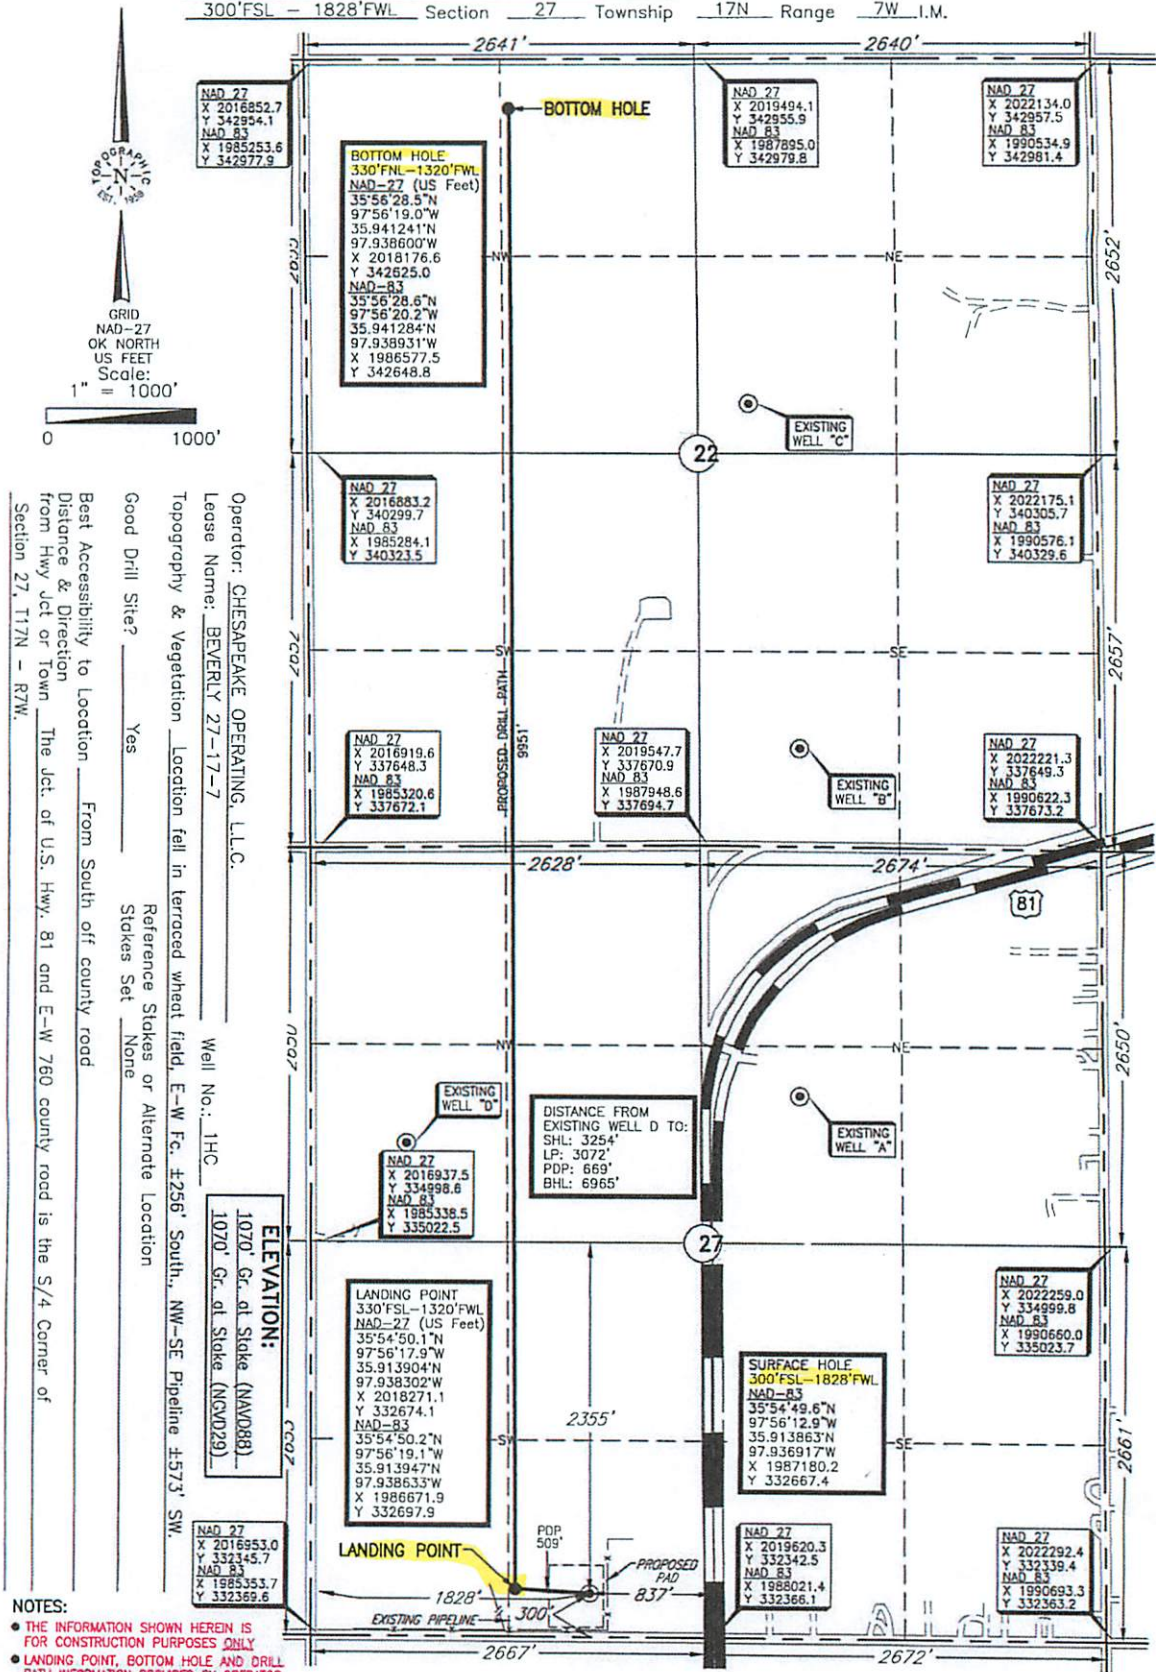 300'FSL - 1828'FWL Section 27 Township 17N Range 7W I.M.
2641'
2640'
TOPOGRAPHIC
N
EST. 1959
GRID
NAD-27
OK NORTH
US FEET
Scale:
1" = 1000'
0 1000'
NAD 27
X 2016852.7
Y 342954.1
NAD 83
X 1985253.6
Y 342977.9
BOTTOM HOLE
NAD 27
X 2019494.1
Y 342955.9
NAD 83
X 1987895.0
Y 342979.8
NAD 27
X 2022134.0
Y 342957.5
NAD 83
X 1990534.9
Y 342981.4
BOTTOM HOLE
330'FNL-1320'FWL
NAD-27 (US Feet)
35°56'28.5"N
97°56'19.0"W
35.941241°N
97.938600°W
X 2018176.6
Y 342625.0
NAD-83
35°56'28.6"N
97°56'20.2"W
35.941284°N
97.938931°W
X 1986577.5
Y 342648.8
NW
NE
2652'
EXISTING
WELL "C"
22
NAD 27
X 2016883.2
Y 340299.7
NAD 83
X 1985284.1
Y 340323.5
NAD 27
X 2022175.1
Y 340305.7
NAD 83
X 1990576.1
Y 340329.6
SW
SE
2657'
PROPOSED DRILL PATH
9951'
NAD 27
X 2016919.6
Y 337648.3
NAD 83
X 1985320.6
Y 337672.1
NAD 27
X 2019547.7
Y 337670.9
NAD 83
X 1987948.6
Y 337694.7
EXISTING
WELL "B"
NAD 27
X 2022221.3
Y 337649.3
NAD 83
X 1990622.3
Y 337673.2
2628'
2674'
81
NW
NE
2650'
EXISTING
WELL "D"
DISTANCE FROM
EXISTING WELL D TO:
SHL: 3254'
LP: 3072'
PDP: 669'
BHL: 6965'
EXISTING
WELL "A"
NAD 27
X 2016937.5
Y 334998.6
NAD 83
X 1985338.5
Y 335022.5
27
NAD 27
X 2022259.0
Y 334999.8
NAD 83
X 1990660.0
Y 335023.7
LANDING POINT
330'FSL-1320'FWL
NAD-27 (US Feet)
35°54'50.1"N
97°56'17.9"W
35.913904°N
97.938302°W
X 2018271.1
Y 332674.1
NAD-83
35°54'50.2"N
97°56'19.1"W
35.913947°N
97.938633°W
X 1986671.9
Y 332697.9
SURFACE HOLE
300'FSL-1828'FWL
NAD-83
35°54'49.6"N
97°56'12.9"W
35.913863°N
97.936917°W
X 1987180.2
Y 332667.4
2355'
SW
SE
2661'
NAD 27
X 2016953.0
Y 332345.7
NAD 83
X 1985353.7
Y 332369.6
LANDING POINT
PDP
509'
PROPOSED
PAD
1828'
300'
837'
EXISTING PIPELINE
NAD 27
X 2019620.3
Y 332342.5
NAD 83
X 1988021.4
Y 332366.1
NAD 27
X 2022292.4
Y 332339.4
NAD 83
X 1990693.3
Y 332363.2
2667'
2672'
Operator: CHESAPEAKE OPERATING, L.L.C.
Lease Name: BEVERLY 27-17-7 Well No.: 1HC
ELEVATION:
1070' Gr. at Stake (NAVD88)
1070' Gr. at Stake (NGVD29)
Topography & Vegetation Location fell in terraced wheat field, E-W Fc. ±256' South., NW-SE Pipeline ±573' SW.
Good Drill Site? Yes Reference Stakes or Alternate Location
Stakes Set None
Best Accessibility to Location From South off county road
Distance & Direction
from Hwy Jct or Town The Jct. of U.S. Hwy. 81 and E-W 760 county road is the S/4 Corner of
Section 27, T17N - R7W.
NOTES:
● THE INFORMATION SHOWN HEREIN IS
FOR CONSTRUCTION PURPOSES ONLY
● LANDING POINT, BOTTOM HOLE AND DRILL
PATH INFORMATION PROVIDED BY OPERATOR